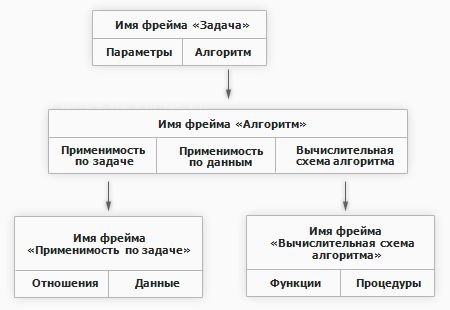 Имя фрейма «Задача»
Параметры Алгоритм
Имя фрейма «Алгоритм»
Применимость Применимость Вычислительная
по задаче по данным схема алгоритма
Имя фрейма
«Применимость по задаче»
Отношения Данные
Имя фрейма
«Вычислительная схема
алгоритма»
Функции Процедуры